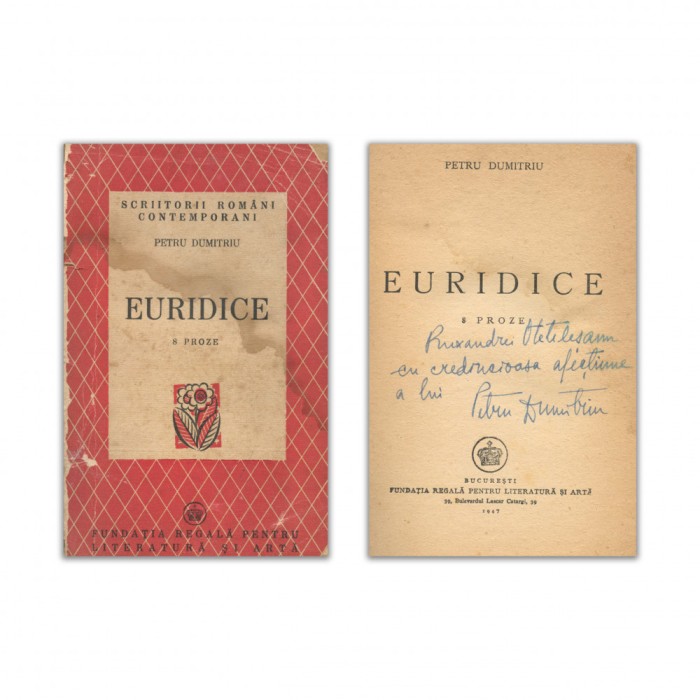 SCRIITORII ROMÂNI
CONTEMPORANI
PETRU DUMITRIU
EURIDICE
8 PROZE
FUNDAȚIA REGALĂ PENTRU
LITERATURĂ ȘI ARTĂ
PETRU DUMITRIU
EURIDICE
8 PROZE
Ruxandrei Otetelesanu
cu credincioasa afecțiune
a lui Petru Dumitriu
BUCUREȘTI
FUNDAȚIA REGALĂ PENTRU LITERATURĂ ȘI ARTĂ
39, Bulevardul Lascar Catargi, 39
1947